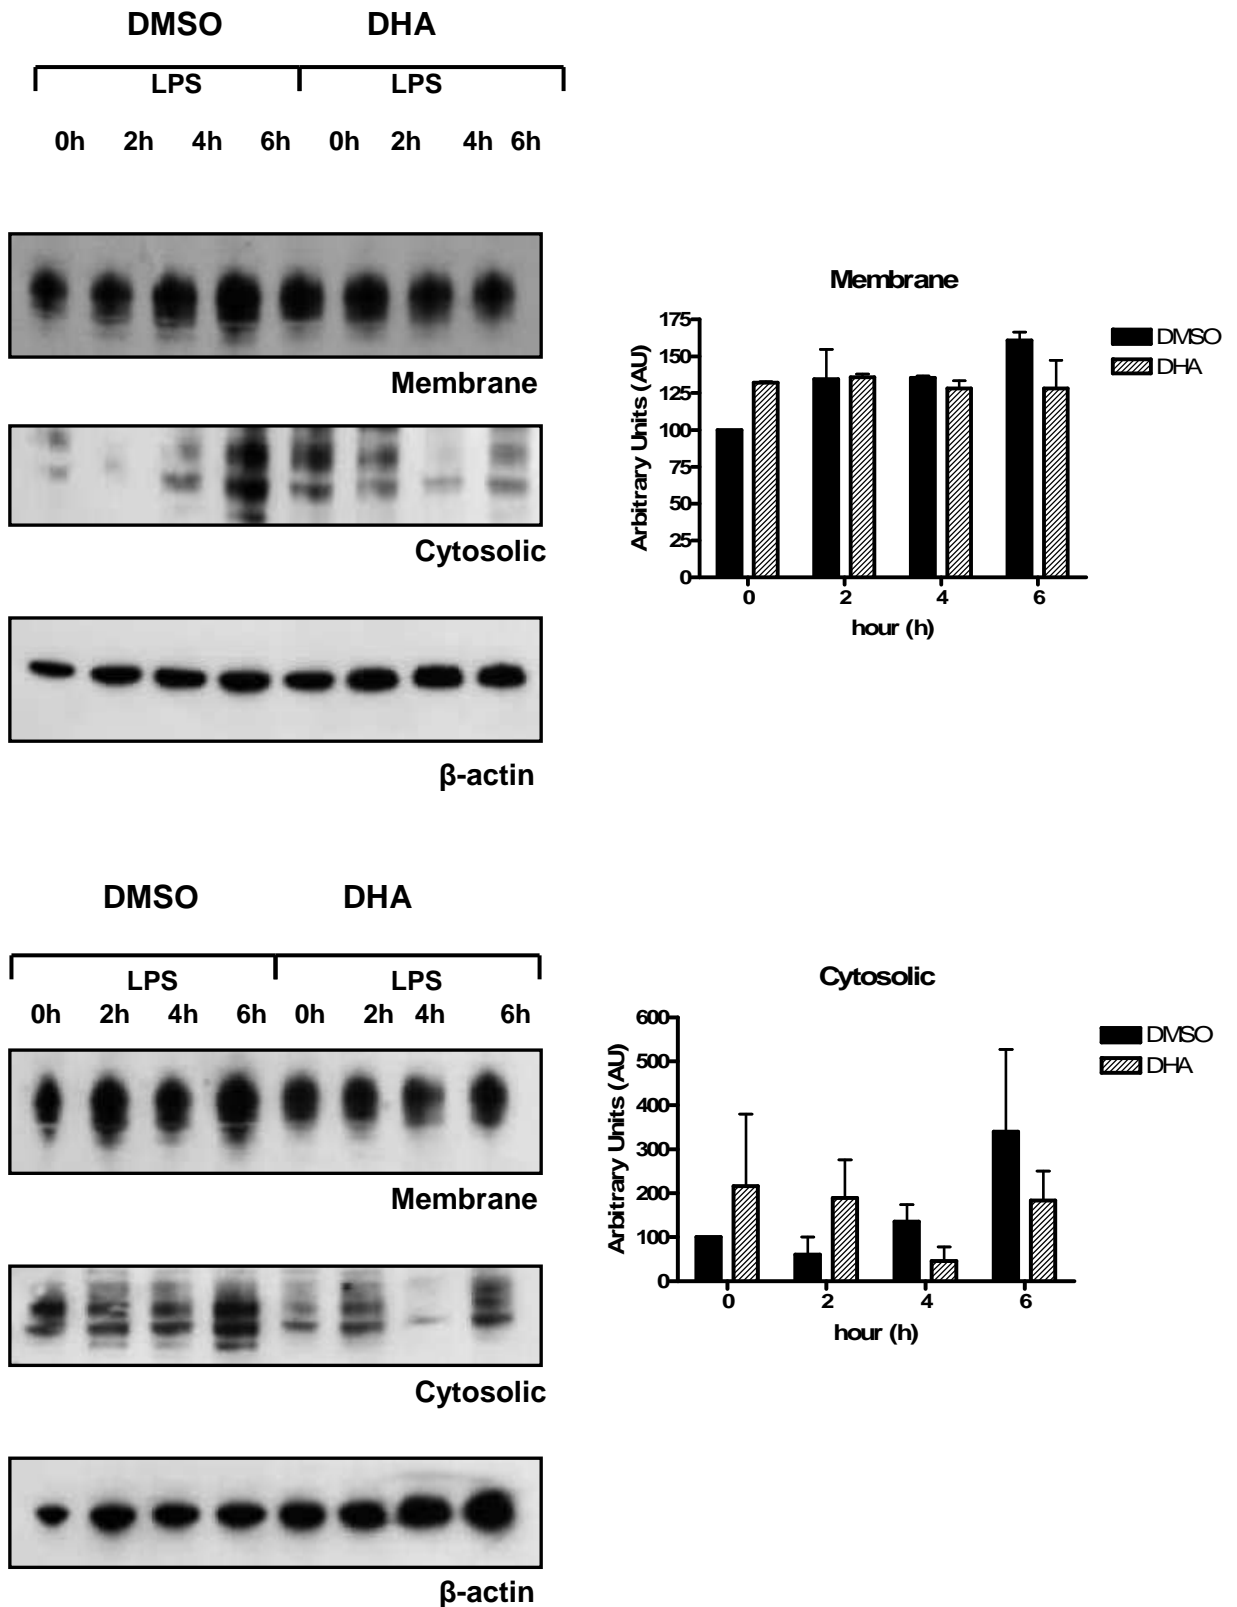 DMSO DHA
LPS LPS
0h 2h 4h 6h 0h 2h 4h 6h
Membrane
Cytosolic
β-actin
Membrane
175
150
125
100
75
50
25
0
Arbitrary Units (AU)
0 2 4 6
hour (h)
DMSO
DHA
DMSO DHA
LPS LPS
0h 2h 4h 6h 0h 2h 4h 6h
Membrane
Cytosolic
β-actin
Cytosolic
600
500
400
300
200
100
0
Arbitrary Units (AU)
0 2 4 6
hour (h)
DMSO
DHA